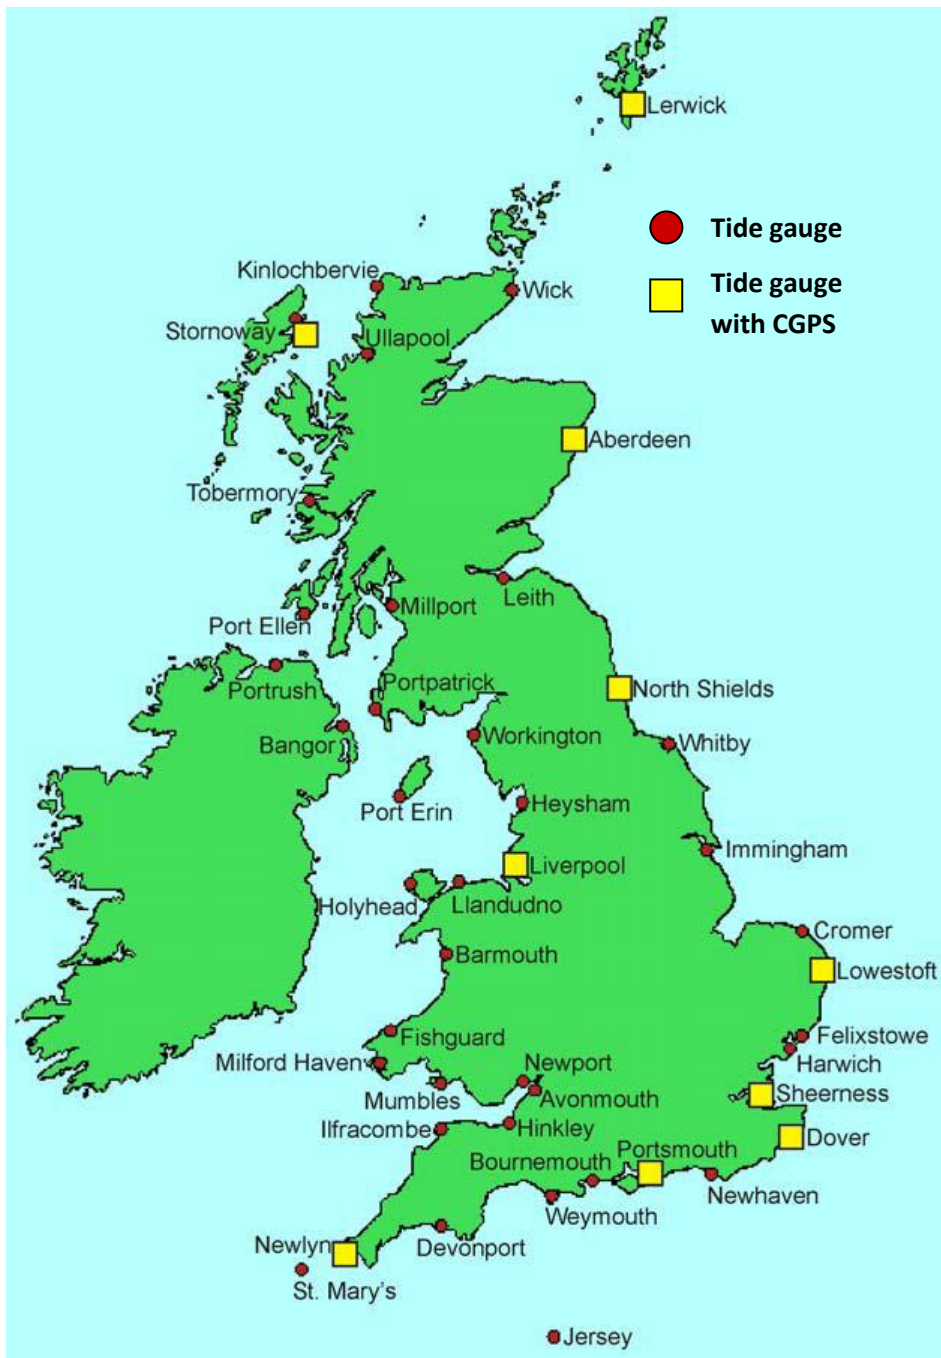 Lerwick
Tide gauge
Tide gauge
with CGPS
Kinlochbervie
Wick
Stornoway
Ullapool
Aberdeen
Tobermory
Leith
Millport
Port Ellen
Portrush
Portpatrick
North Shields
Bangor
Workington
Whitby
Port Erin
Heysham
Immingham
Liverpool
Holyhead
Llandudno
Cromer
Barmouth
Lowestoft
Fishguard
Felixstowe
Harwich
Milford Haven
Newport
Mumbles
Avonmouth
Sheerness
Ilfracombe
Hinkley
Portsmouth
Dover
Bournemouth
Newhaven
Weymouth
Newlyn
Devonport
St. Mary's
Jersey